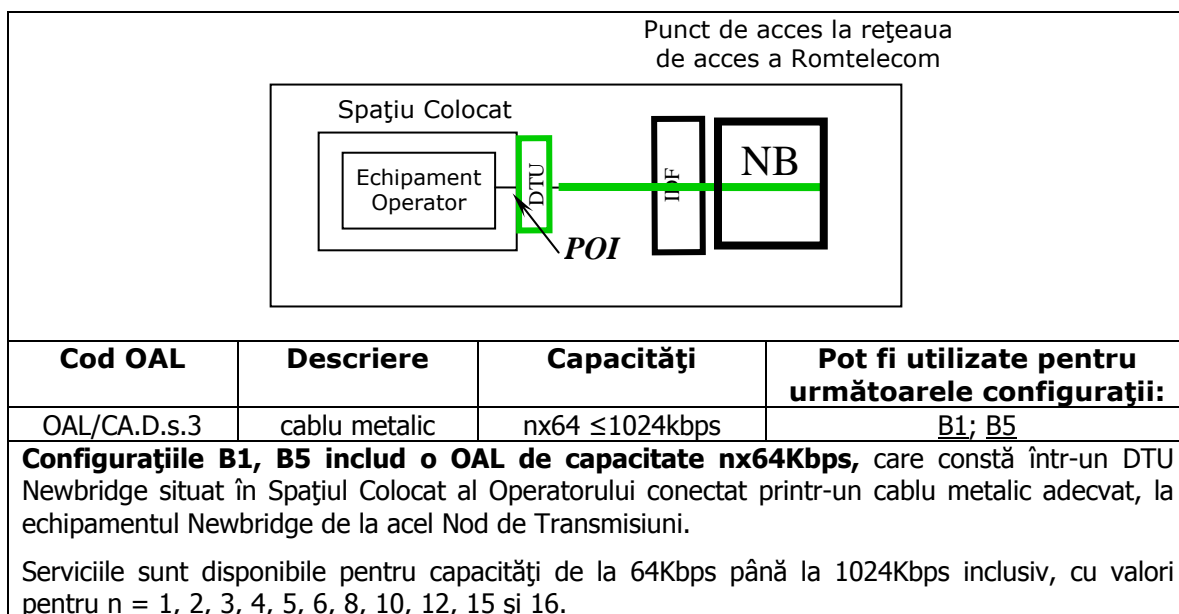 Punct de acces la reţeaua
de acces a Romtelecom
Spaţiu Colocat
Echipament
Operator
DTU
IDF
NB
POI
Cod OAL Descriere Capacităţi Pot fi utilizate pentru
următoarele configuraţii:
OAL/CA.D.s.3 cablu metalic nx64 ≤1024kbps B1; B5
Configuraţiile B1, B5 includ o OAL de capacitate nx64Kbps, care constă într-un DTU
Newbridge situat în Spaţiul Colocat al Operatorului conectat printr-un cablu metalic adecvat, la
echipamentul Newbridge de la acel Nod de Transmisiuni.
Serviciile sunt disponibile pentru capacităţi de la 64Kbps până la 1024Kbps inclusiv, cu valori
pentru n = 1, 2, 3, 4, 5, 6, 8, 10, 12, 15 şi 16.